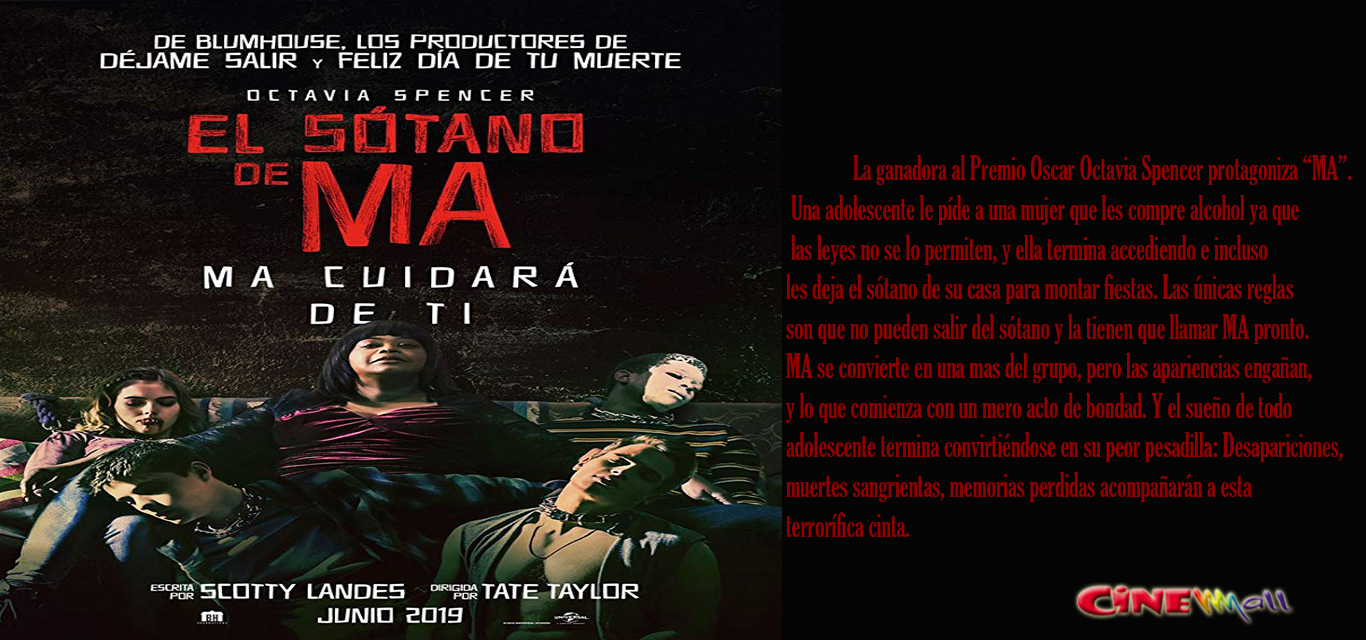 DE BLUMHOUSE, LOS PRODUCTORES DE
DÉJAME SALIR Y FELIZ DÍA DE TU MUERTE
OCTAVIA SPENCER
EL SÓTANO
DE MA
MA CUIDARÁ
DE TI
ESCRITA POR SCOTTY LANDES DIRIGIDA POR TATE TAYLOR
JUNIO 2019
BH
UNIVERSAL
La ganadora al Premio Oscar Octavia Spencer protagoniza “MA”.
Una adolescente le píde a una mujer que les compre alcohol ya que
las leyes no se lo permiten, y ella termina accediendo e incluso
les deja el sótano de su casa para montar fiestas. Las únicas reglas
son que no pueden salir del sótano y la tienen que llamar MA pronto.
MA se convierte en una mas del grupo, pero las apariencias engañan,
y lo que comienza con un mero acto de bondad. Y el sueño de todo
adolescente termina convirtiéndose en su peor pesadilla: Desapariciones,
muertes sangrientas, memorias perdidas acompañarán a esta
terrorífica cinta.
CINEMall